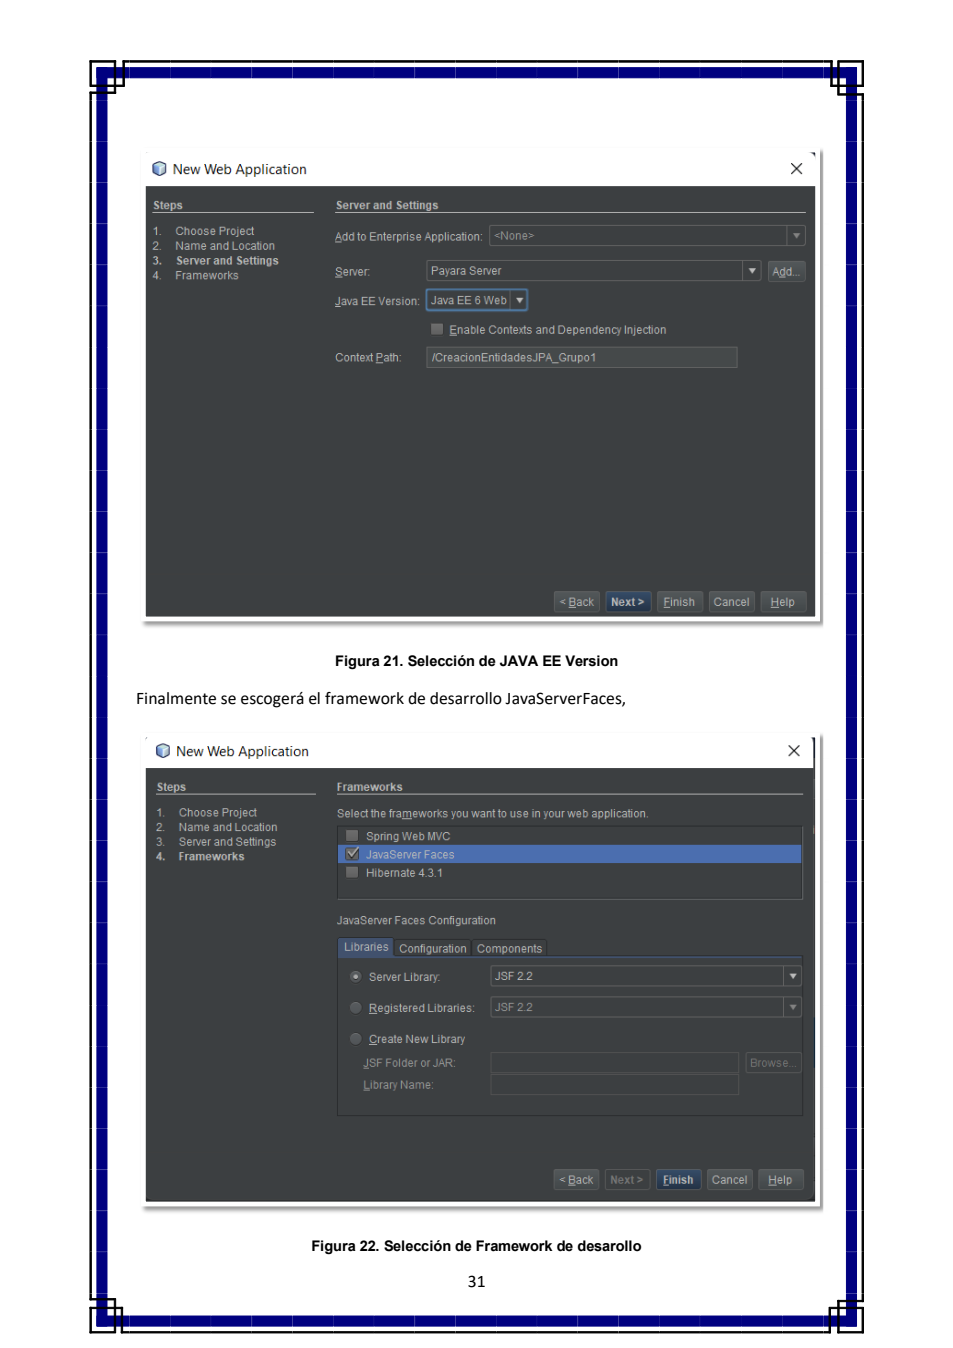 New Web Application
Steps
1. Choose Project
2. Name and Location
3. Server and Settings
4. Frameworks
Server and Settings
Add to Enterprise Application: <None>
Server: Payara Server Add...
Java EE Version: Java EE 6 Web
Enable Contexts and Dependency Injection
Context Path: /CreacionEntidadesJPA_Grupo1
< Back Next > Finish Cancel Help
Figura 21. Selección de JAVA EE Version
Finalmente se escogerá el framework de desarrollo JavaServerFaces,
New Web Application
Steps
1. Choose Project
2. Name and Location
3. Server and Settings
4. Frameworks
Frameworks
Select the frameworks you want to use in your web application.
Spring Web MVC
JavaServer Faces
Hibernate 4.3.1
JavaServer Faces Configuration
Libraries Configuration Components
Server Library: JSF 2.2
Registered Libraries: JSF 2.2
Create New Library
JSF Folder or JAR: Browse...
Library Name:
< Back Next > Finish Cancel Help
Figura 22. Selección de Framework de desarollo
31